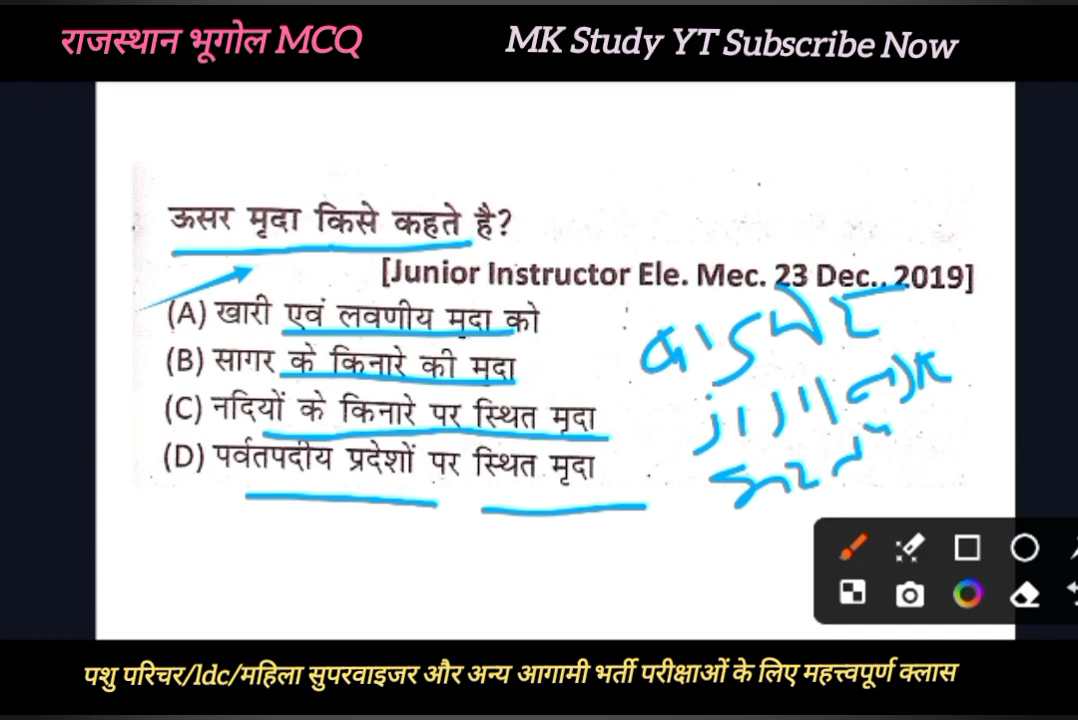 राजस्थान भूगोल MCQ
MK Study YT Subscribe Now
ऊसर मृदा किसे कहते है?
[Junior Instructor Ele. Mec. 23 Dec., 2019]
(A) खारी एवं लवणीय मृदा को
(B) सागर के किनारे की मृदा
(C) नदियों के किनारे पर स्थित मृदा
(D) पर्वतपदीय प्रदेशों पर स्थित मृदा
पशु परिचर/ldc/महिला सुपरवाइजर और अन्य आगामी भर्ती परीक्षाओं के लिए महत्त्वपूर्ण क्लास